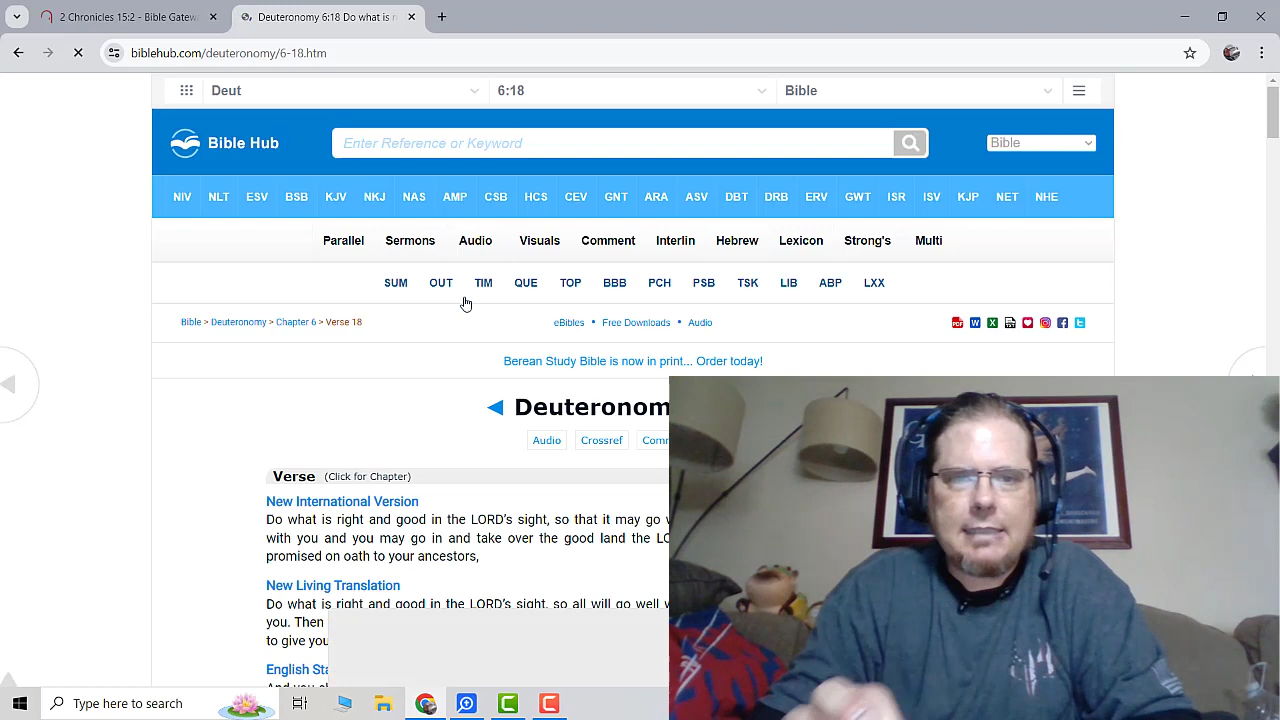 2 Chronicles 15:2 - Bible Gatew
Deuteronomy 6:18 Do what is r
biblehub.com/deuteronomy/6-18.htm
Deut 6:18 Bible
Bible Hub Enter Reference or Keyword Bible
NIV NLT ESV BSB KJV NKJ NAS AMP CSB HCS CEV GNT ARA ASV DBT DRB ERV GWT ISR ISV KJP NET NHE
Parallel Sermons Audio Visuals Comment Interlin Hebrew Lexicon Strong's Multi
SUM OUT TIM QUE TOP BBB PCH PSB TSK LIB ABP LXX
Bible > Deuteronomy > Chapter 6 > Verse 18 eBibles • Free Downloads • Audio
Berean Study Bible is now in print... Order today!
◄ Deuteronom
Audio Crossref Comm
Verse (Click for Chapter)
New International Version
Do what is right and good in the LORD's sight, so that it may go w
with you and you may go in and take over the good land the LO
promised on oath to your ancestors,
New Living Translation
Do what is right and good in the LORD's sight, so all will go well w
you. Then
to give you
English Sta
Type here to search